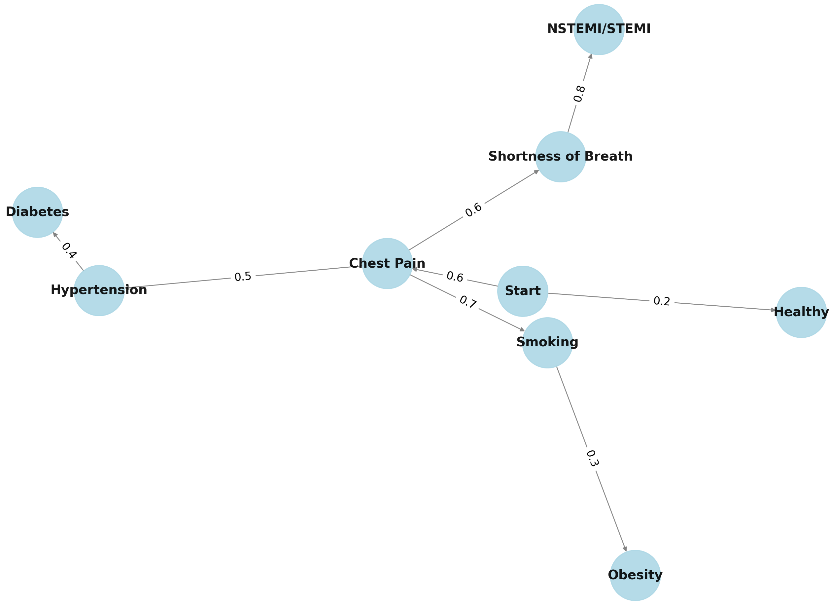 NSTEMI/STEMI
0.8
Shortness of Breath
0.6
Diabetes
0.4
Chest Pain
0.5
0.6
Hypertension
Start
0.7
0.2
Healthy
Smoking
0.3
Obesity